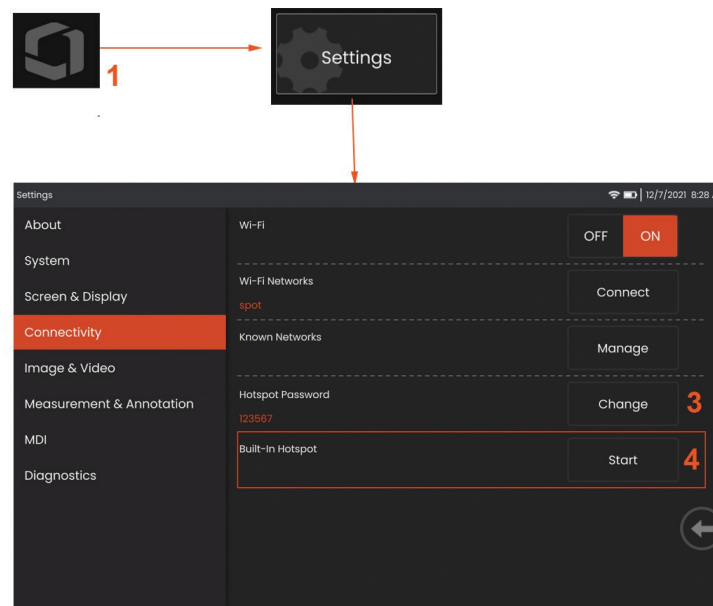 1
Settings
Settings 12/7/2021 8:28
About
System
Screen & Display
Connectivity
Image & Video
Measurement & Annotation
MDI
Diagnostics
Wi-Fi
OFF ON
Wi-Fi Networks
spot
Connect
Known Networks
Manage
Hotspot Password
123567
Change 3
Built-In Hotspot
Start 4